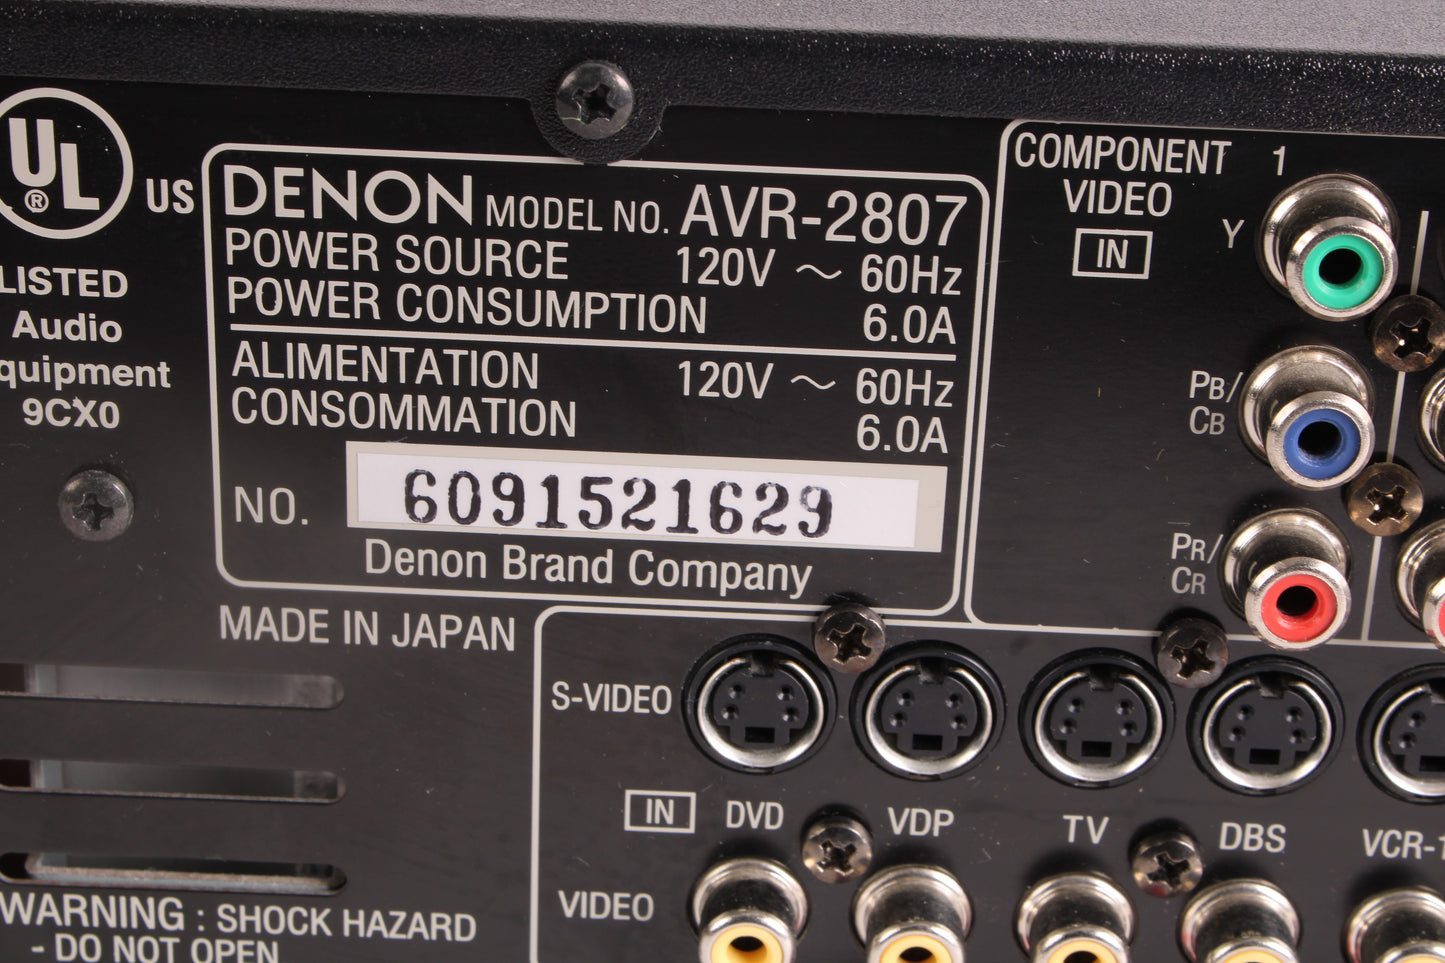 UL
®
US
LISTED
Audio
quipment
9CX0
DENON MODEL NO. AVR-2807
POWER SOURCE 120V ～ 60Hz
POWER CONSUMPTION 6.0A
ALIMENTATION 120V ～ 60Hz
CONSOMMATION 6.0A
NO. 6091521629
Denon Brand Company
MADE IN JAPAN
COMPONENT 1
VIDEO
IN
Y
PB/
CB
PR/
CR
S-VIDEO
IN DVD VDP TV DBS VCR-1
VIDEO
WARNING : SHOCK HAZARD
- DO NOT OPEN